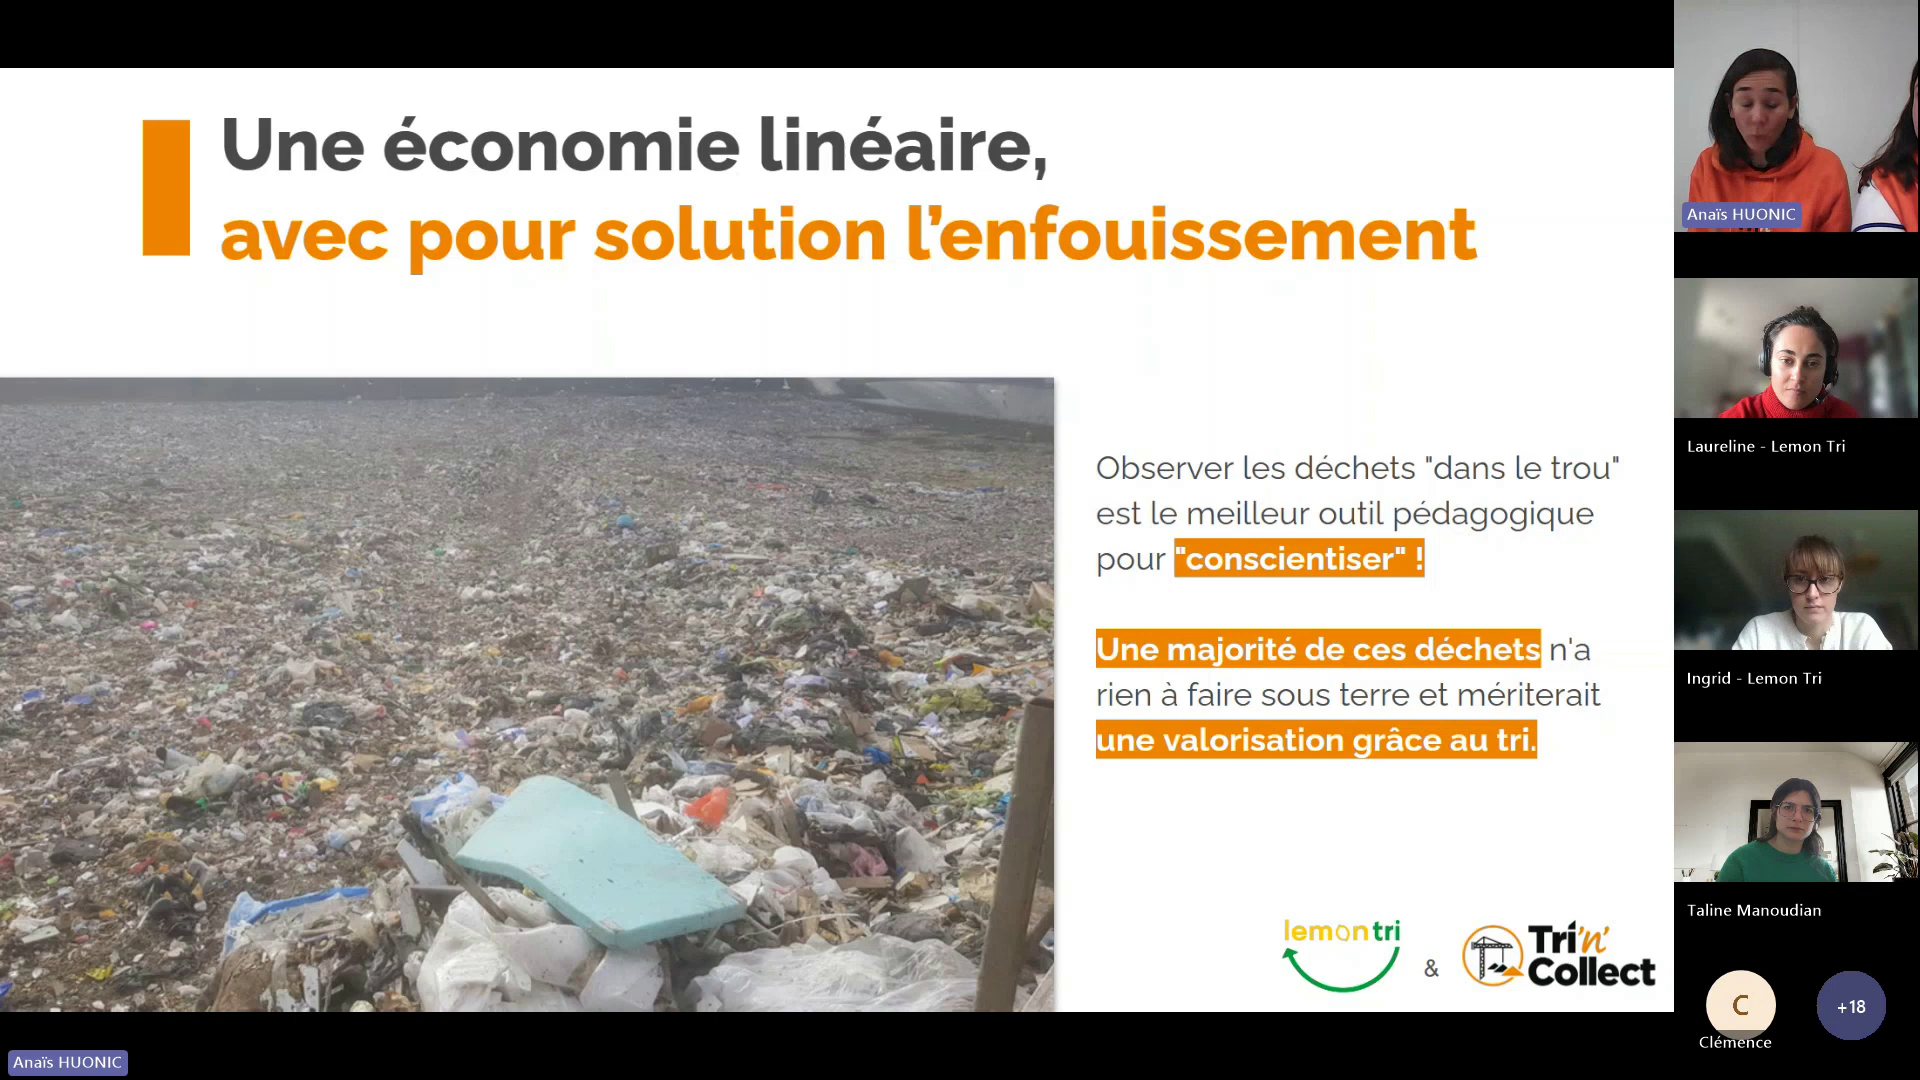 Une économie linéaire,
avec pour solution l’enfouissement
Observer les déchets "dans le trou"
est le meilleur outil pédagogique
pour "conscientiser" !
Une majorité de ces déchets n'a
rien à faire sous terre et mériterait
une valorisation grâce au tri.
lemontri
&
Tri'n'
Collect
Anaïs HUONIC
Anaïs HUONIC
Laureline - Lemon Tri
Ingrid - Lemon Tri
Taline Manoudian
C
Clémence
+18